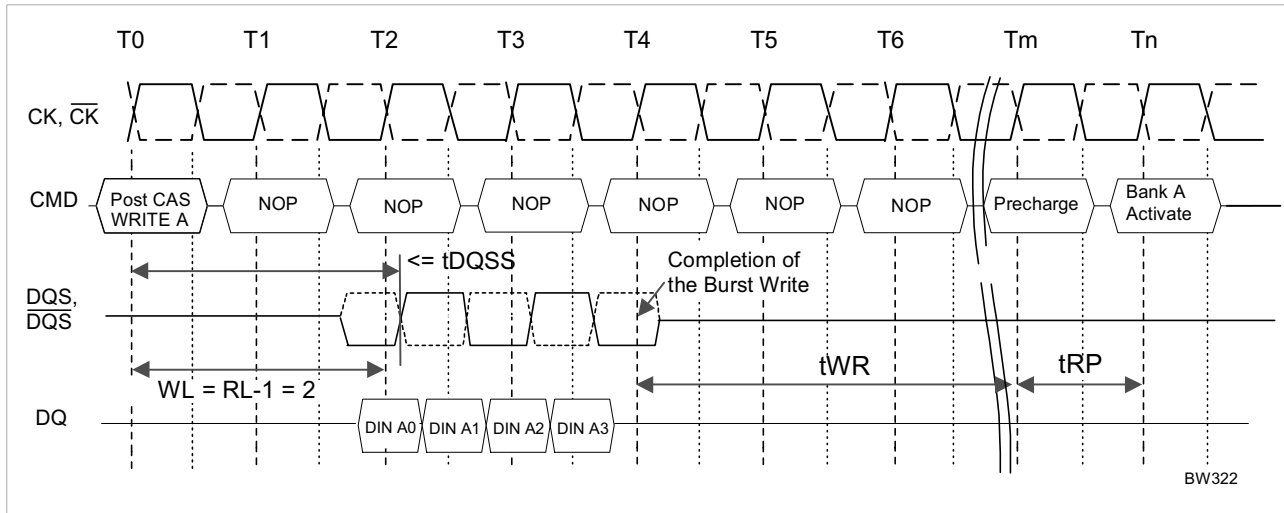 T0 T1 T2 T3 T4 T5 T6 Tm Tn
CK, CK
CMD
Post CAS
WRITE A
NOP NOP NOP NOP NOP NOP
Precharge
Bank A
Activate
<= tDQSS
Completion of
the Burst Write
DQS,
DQS
WL = RL-1 = 2
tWR
tRP
DQ
DIN A0 DIN A1 DIN A2 DIN A3
BW322